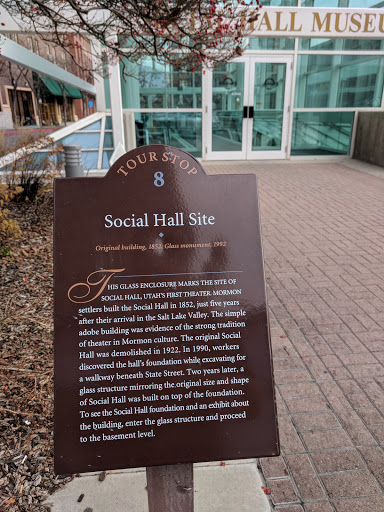 HALL MUSEUM
TOUR STOP
8
Social Hall Site
Original building, 1852; Glass monument, 1992
THIS GLASS ENCLOSURE MARKS THE SITE OF
SOCIAL HALL, UTAH'S FIRST THEATER. MORMON
settlers built the Social Hall in 1852, just five years
after their arrival in the Salt Lake Valley. The simple
adobe building was evidence of the strong tradition
of theater in Mormon culture. The original Social
Hall was demolished in 1922. In 1990, workers
discovered the hall's foundation while excavating for
a walkway beneath State Street. Two years later, a
glass structure mirroring the original size and shape
of Social Hall was built on top of the foundation.
To see the Social Hall foundation and an exhibit about
the building, enter the glass structure and proceed
to the basement level.